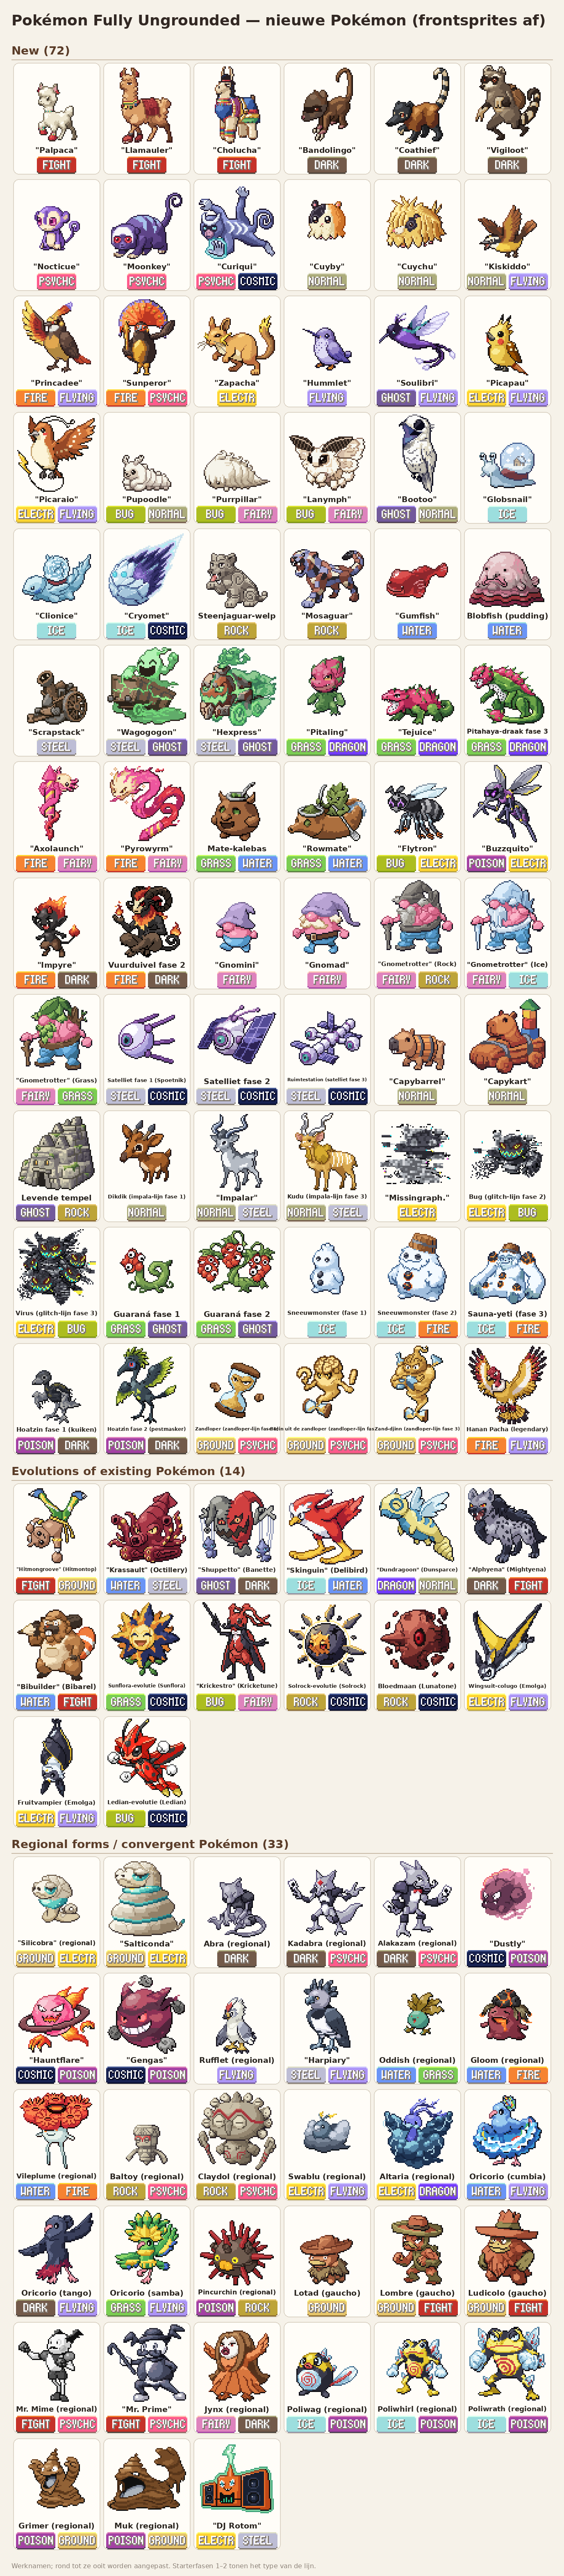 Pokémon Fully Ungrounded — nieuwe Pokémon (frontsprites af)
New (72)
"Palpaca" "Llamauler" "Cholucha" "Bandolingo" "Coathief" "Vigiloot"
FIGHT FIGHT FIGHT DARK DARK DARK
"Nocticue" "Moonkey" "Curiqui" "Cuyby" "Cuychu" "Kiskiddo"
PSYCHC PSYCHC PSYCHC COSMIC NORMAL NORMAL NORMAL FLYING
"Princadee" "Sunperor" "Zapacha" "Hummlet" "Soulibri" "Picapau"
FIRE FLYING FIRE PSYCHC ELECTR FLYING GHOST FLYING ELECTR FLYING
"Picaraio" "Pupoodle" "Purrpillar" "Lanymph" "Bootoo" "Globsnail"
ELECTR FLYING BUG NORMAL BUG FAIRY BUG FAIRY GHOST NORMAL ICE
"Clionice" "Cryomet" Steenjaguar-welp "Mosaguar" "Gumfish" Blobfish (pudding)
ICE ICE COSMIC ROCK ROCK WATER WATER
"Scrapstack" "Wagogogon" "Hexpress" "Pitaling" "Tejuice" Pitahaya-draak fase 3
STEEL STEEL GHOST STEEL GHOST GRASS DRAGON GRASS DRAGON GRASS DRAGON
"Axolaunch" "Pyrowyrm" Mate-kalebas "Rowmate" "Flytron" "Buzzquito"
FIRE FAIRY FIRE FAIRY GRASS WATER GRASS WATER BUG ELECTR POISON ELECTR
"Impyre" Vuurduivel fase 2 "Gnomini" "Gnomad" "Gnometrotter" (Rock) "Gnometrotter" (Ice)
FIRE DARK FIRE DARK FAIRY FAIRY FAIRY ROCK FAIRY ICE
"Gnometrotter" (Grass) Satelliet fase 1 (Spoetnik) Satelliet fase 2 Ruimtestation (satelliet fase 3) "Capybarrel" "Capykart"
FAIRY GRASS STEEL COSMIC STEEL COSMIC STEEL COSMIC NORMAL NORMAL
Levende tempel Dikdik (impala-lijn fase 1) "Impalar" Kudu (impala-lijn fase 3) "Missingraph." Bug (glitch-lijn fase 2)
GHOST ROCK NORMAL NORMAL STEEL NORMAL STEEL ELECTR ELECTR BUG
Virus (glitch-lijn fase 3) Guaraná fase 1 Guaraná fase 2 Sneeuwmonster (fase 1) Sneeuwmonster (fase 2) Sauna-yeti (fase 3)
ELECTR BUG GRASS GHOST GRASS GHOST ICE ICE FIRE ICE FIRE
Hoatzin fase 1 (kuiken) Hoatzin fase 2 (pestmasker) Zandloper (zandloper-lijn uit de zandloper (zandloper-lijn Zand-djinn (zandloper-lijn fase 3) Hanan Pacha (legendary)
POISON DARK POISON DARK GROUND PSYCHC GROUND PSYCHC GROUND PSYCHC FIRE FLYING
Evolutions of existing Pokémon (14)
"Hitmongroove" (Hitmontop) "Krassault" (Octillery) "Shuppetto" (Banette) "Skinguin" (Delibird) "Dundragoon" (Dunsparce) "Alphyena" (Mightyena)
FIGHT GROUND WATER STEEL GHOST DARK ICE WATER DRAGON NORMAL DARK FIGHT
"Bibuilder" (Bibarel) Sunflora-evolutie (Sunflora) "Krickestro" (Kricketune) Solrock-evolutie (Solrock) Bloedmaan (Lunatone) Wingsuit-colugo (Emolga)
WATER FIGHT GRASS COSMIC BUG FAIRY ROCK COSMIC ROCK COSMIC ELECTR FLYING
Fruitvampier (Emolga) Ledian-evolutie (Ledian)
ELECTR FLYING BUG COSMIC
Regional forms / convergent Pokémon (33)
"Silicobra" (regional) "Salticonda" Abra (regional) Kadabra (regional) Alakazam (regional) "Dustly"
GROUND ELECTR GROUND ELECTR DARK DARK PSYCHC DARK PSYCHC COSMIC POISON
"Hauntflare" "Gengas" Rufflet (regional) "Harpiary" Oddish (regional) Gloom (regional)
COSMIC POISON COSMIC POISON FLYING STEEL FLYING WATER GRASS WATER FIRE
Vileplume (regional) Baltoy (regional) Claydol (regional) Swablu (regional) Altaria (regional) Oricorio (cumbia)
WATER FIRE ROCK PSYCHC ROCK PSYCHC ELECTR FLYING ELECTR DRAGON WATER FLYING
Oricorio (tango) Oricorio (samba) Pincurchin (regional) Lotad (gaucho) Lombre (gaucho) Ludicolo (gaucho)
DARK FLYING GRASS FLYING POISON ROCK GROUND GROUND FIGHT GROUND FIGHT
Mr. Mime (regional) "Mr. Prime" Jynx (regional) Poliwag (regional) Poliwhirl (regional) Poliwrath (regional)
FIGHT PSYCHC FIGHT PSYCHC FAIRY DARK ICE POISON ICE POISON ICE POISON
Grimer (regional) Muk (regional) "DJ Rotom"
POISON GROUND POISON GROUND ELECTR STEEL
Werknamen; rond tot ze ooit worden aangepast. Starterfasen 1–2 tonen het type van de lijn.